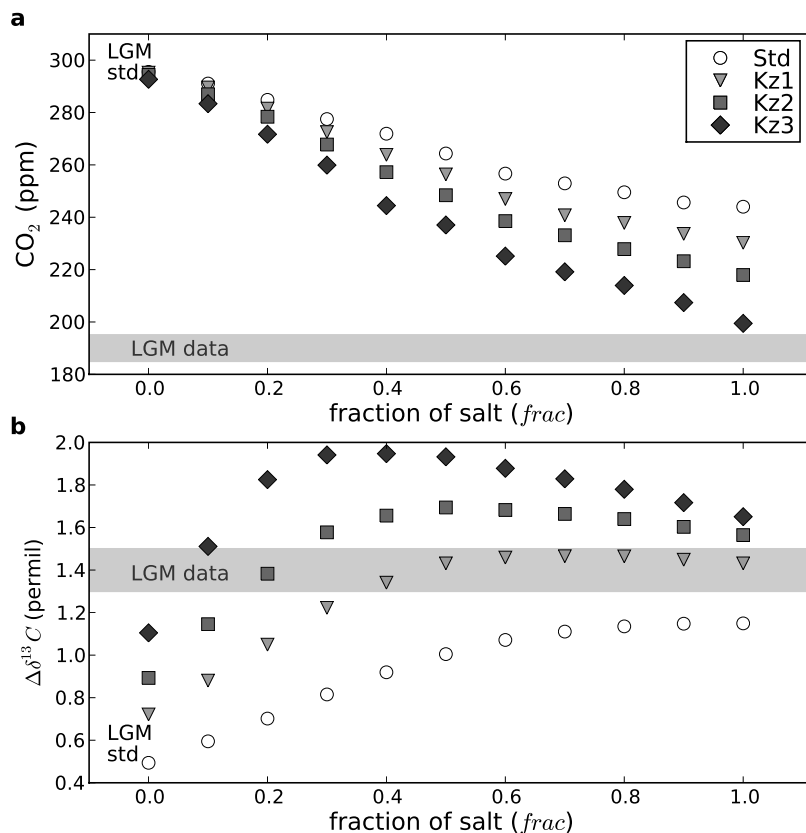 a
300
280
260
240
220
200
180
CO₂ (ppm)
LGM
std
LGM data
Std
Kz1
Kz2
Kz3
0.0 0.2 0.4 0.6 0.8 1.0
fraction of salt (frac)
b
2.0
1.8
1.6
1.4
1.2
1.0
0.8
0.6
0.4
Δδ¹³C (permil)
LGM data
LGM
std
0.0 0.2 0.4 0.6 0.8 1.0
fraction of salt (frac)